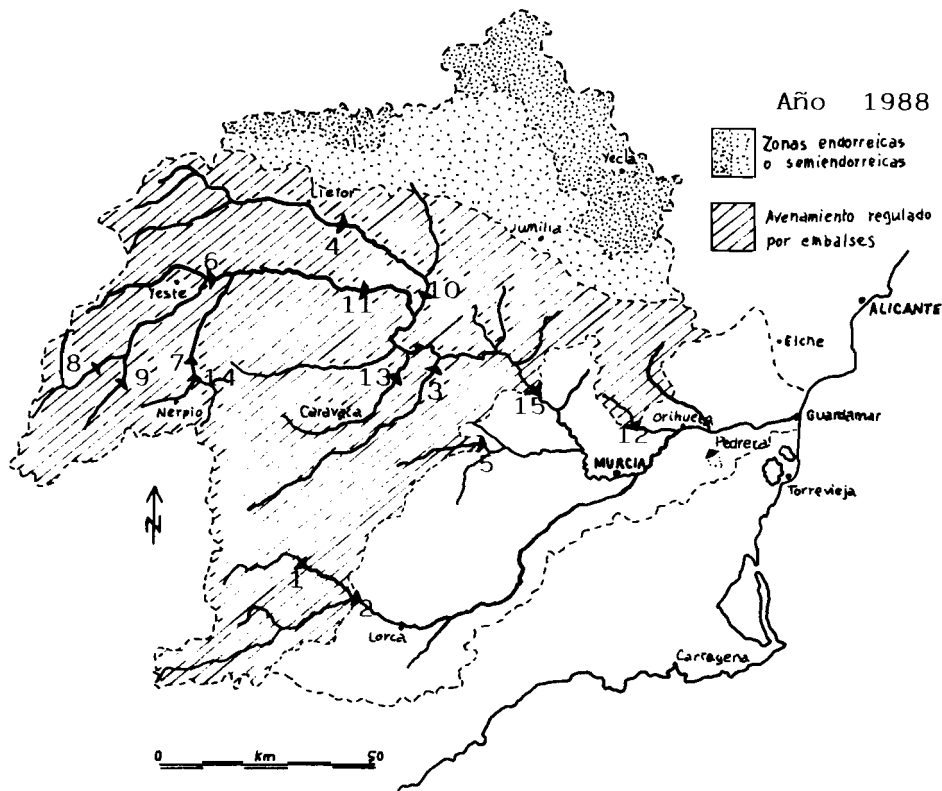 Año 1988
Zonas endorreicas
o semiendorreicas
Yecla
Lietor
Avenamiento regulado
por embalses
4
Jumilla
6
Yeste
11
10
ALICANTE
Elche
8
9
7
14
13
3
Nerpio
Caravaca
15
12
Orihuela
Guardamar
Pedrera
5
MURCIA
Torrevieja
N
1
2
Lorca
Cartagena
0 km 50